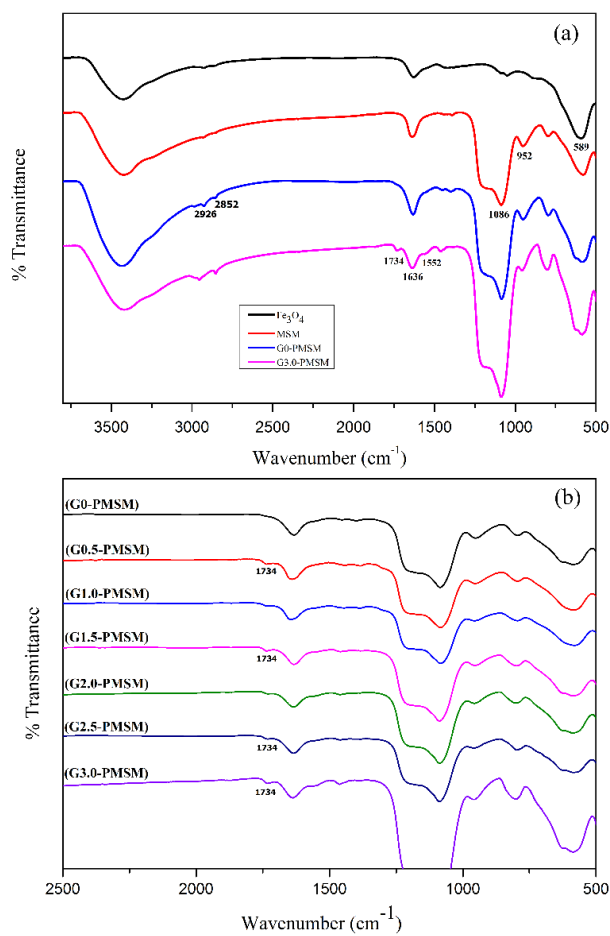 (a)
% Transmittance
2926
2852
1734
1636
1552
1086
952
589
Fe3O4
MSM
G0-PMSM
G3.0-PMSM
3500 3000 2500 2000 1500 1000 500
Wavenumber (cm-1)
(b)
% Transmittance
(G0-PMSM)
(G0.5-PMSM)
1734
(G1.0-PMSM)
(G1.5-PMSM)
1734
(G2.0-PMSM)
(G2.5-PMSM)
1734
(G3.0-PMSM)
1734
2500 2000 1500 1000 500
Wavenumber (cm-1)